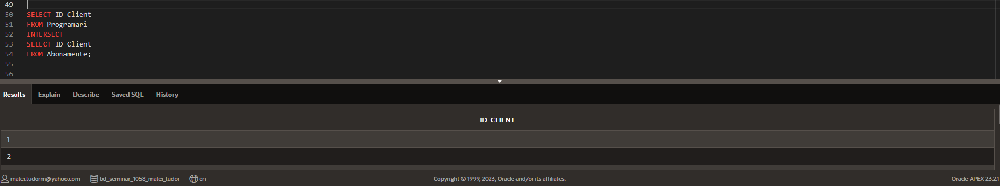 49
50 SELECT ID_Client
51 FROM Programari
52 INTERSECT
53 SELECT ID_Client
54 FROM Abonamente;
55
56
Results Explain Describe Saved SQL History
ID_CLIENT
1
2
matei.tudorm@yahoo.com bd_seminar_1058_matei_tudor en Copyright © 1999, 2023, Oracle and/or its affiliates. Oracle APEX 23.2.1